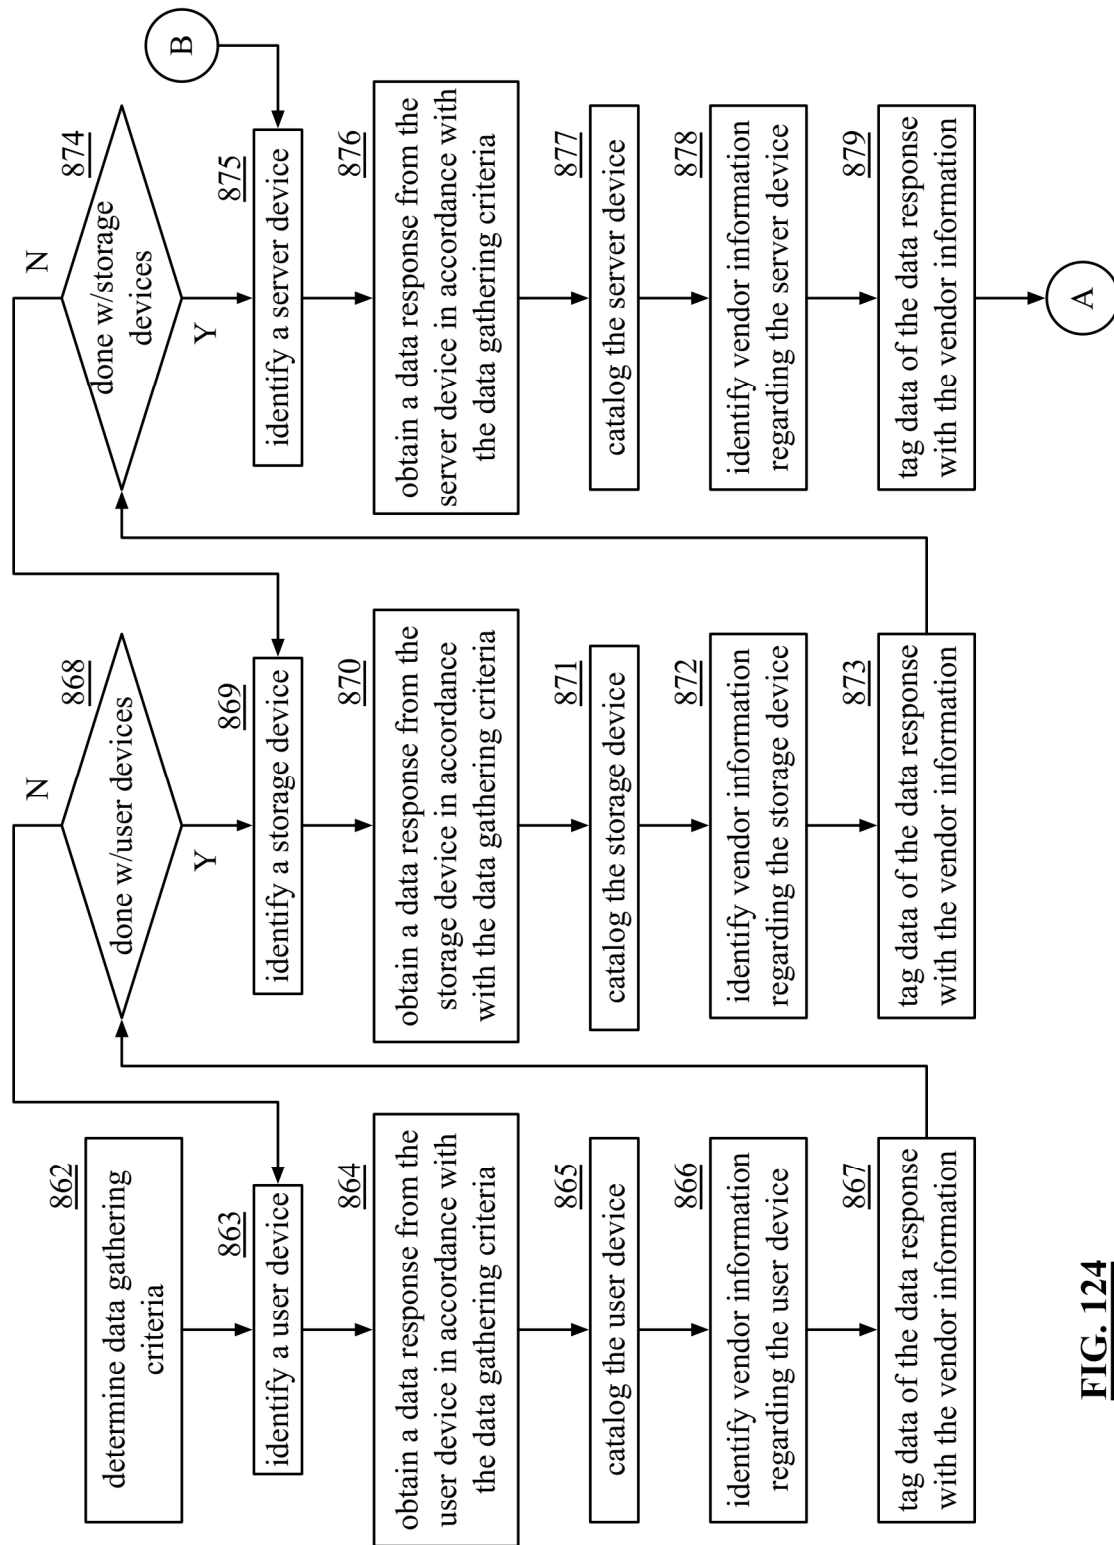 862
determine data gathering
criteria
863
identify a user device
864
obtain a data response from the
user device in accordance with
the data gathering criteria
865
catalog the user device
866
identify vendor information
regarding the user device
867
tag data of the data response
with the vendor information
N
868
done w/user devices
Y
869
identify a storage device
870
obtain a data response from the
storage device in accordance
with the data gathering criteria
871
catalog the storage device
872
identify vendor information
regarding the storage device
873
tag data of the data response
with the vendor information
N
874
done w/storage
devices
Y
B
875
identify a server device
876
obtain a data response from the
server device in accordance with
the data gathering criteria
877
catalog the server device
878
identify vendor information
regarding the server device
879
tag data of the data response
with the vendor information
A
FIG. 124